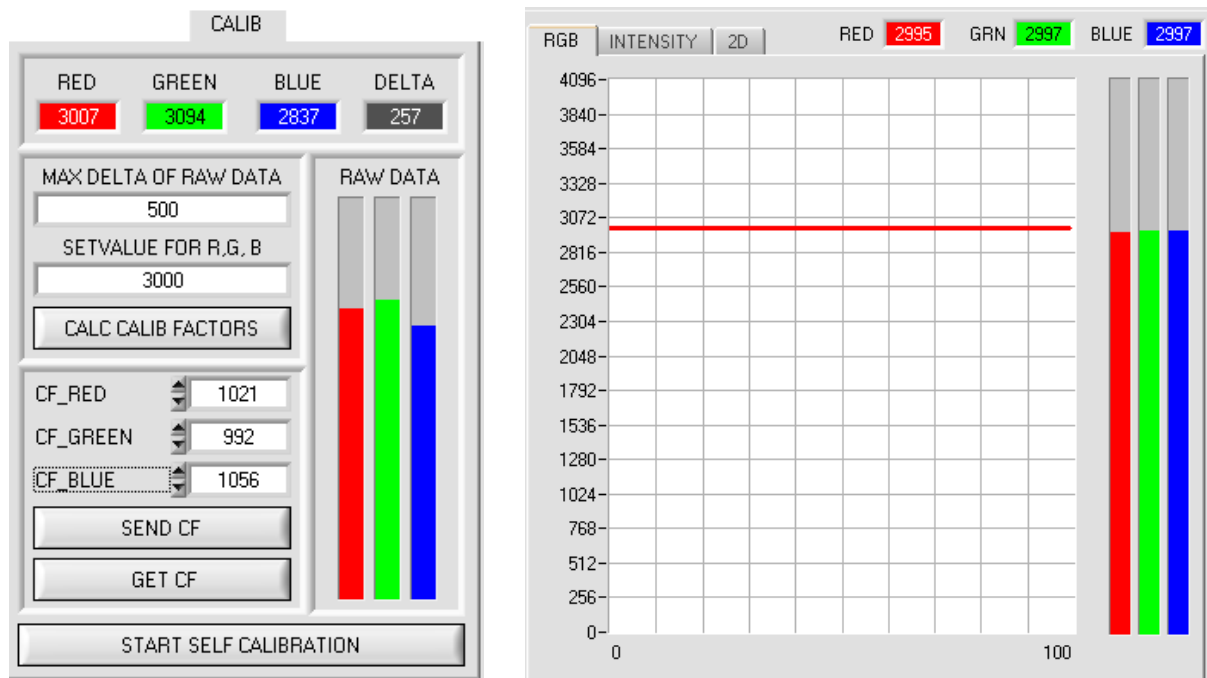 CALIB
RED GREEN BLUE DELTA
3007 3094 2837 257
MAX DELTA OF RAW DATA
500
SETVALUE FOR R,G, B
3000
CALC CALIB FACTORS
RAW DATA
CF_RED 1021
CF_GREEN 992
CF_BLUE 1056
SEND CF
GET CF
START SELF CALIBRATION
RGB INTENSITY 2D
RED 2995 GRN 2997 BLUE 2997
4096
3840
3584
3328
3072
2816
2560
2304
2048
1792
1536
1280
1024
768
512
256
0
0 100